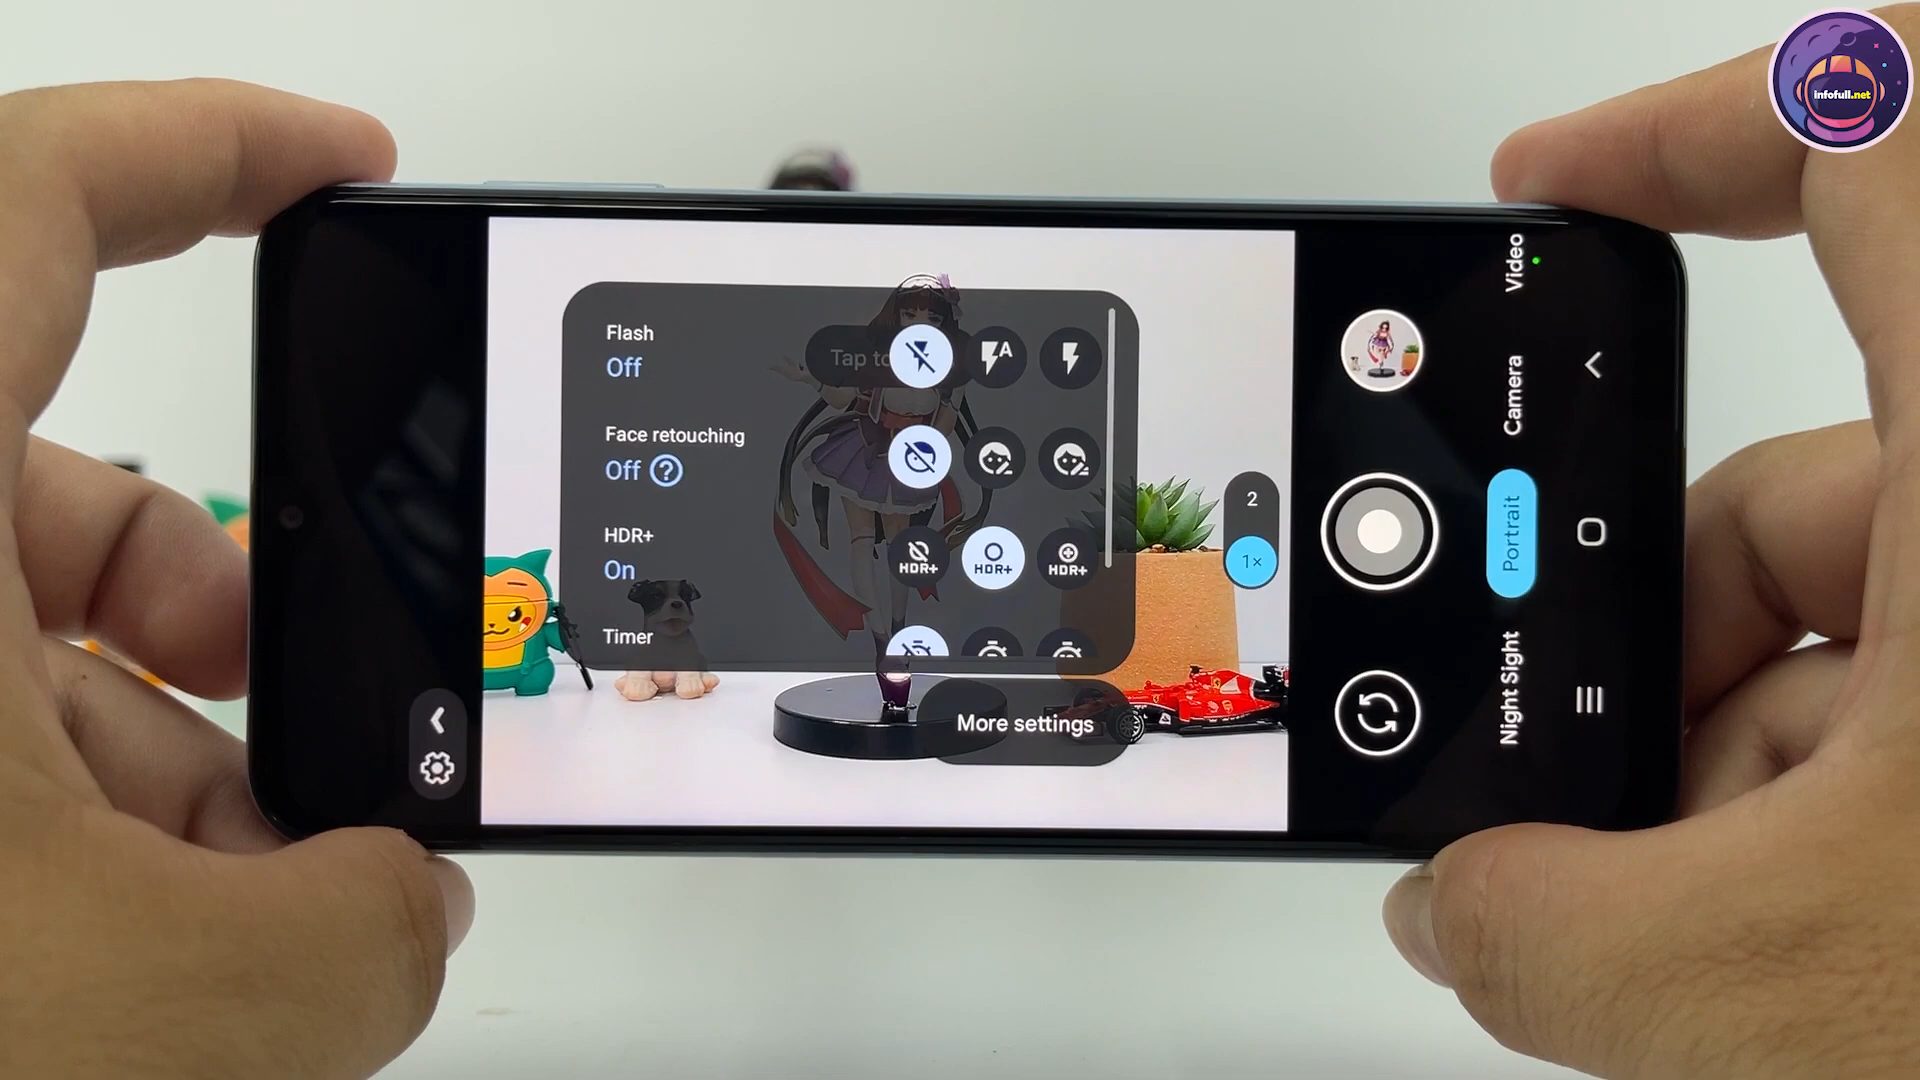 infofull.net
Flash
Off
Tap to
A
Face retouching
Off ?
HDR+
On
HDR+ HDR+ HDR+
Timer
More settings
2
1×
Video
Camera
Portrait
Night Sight